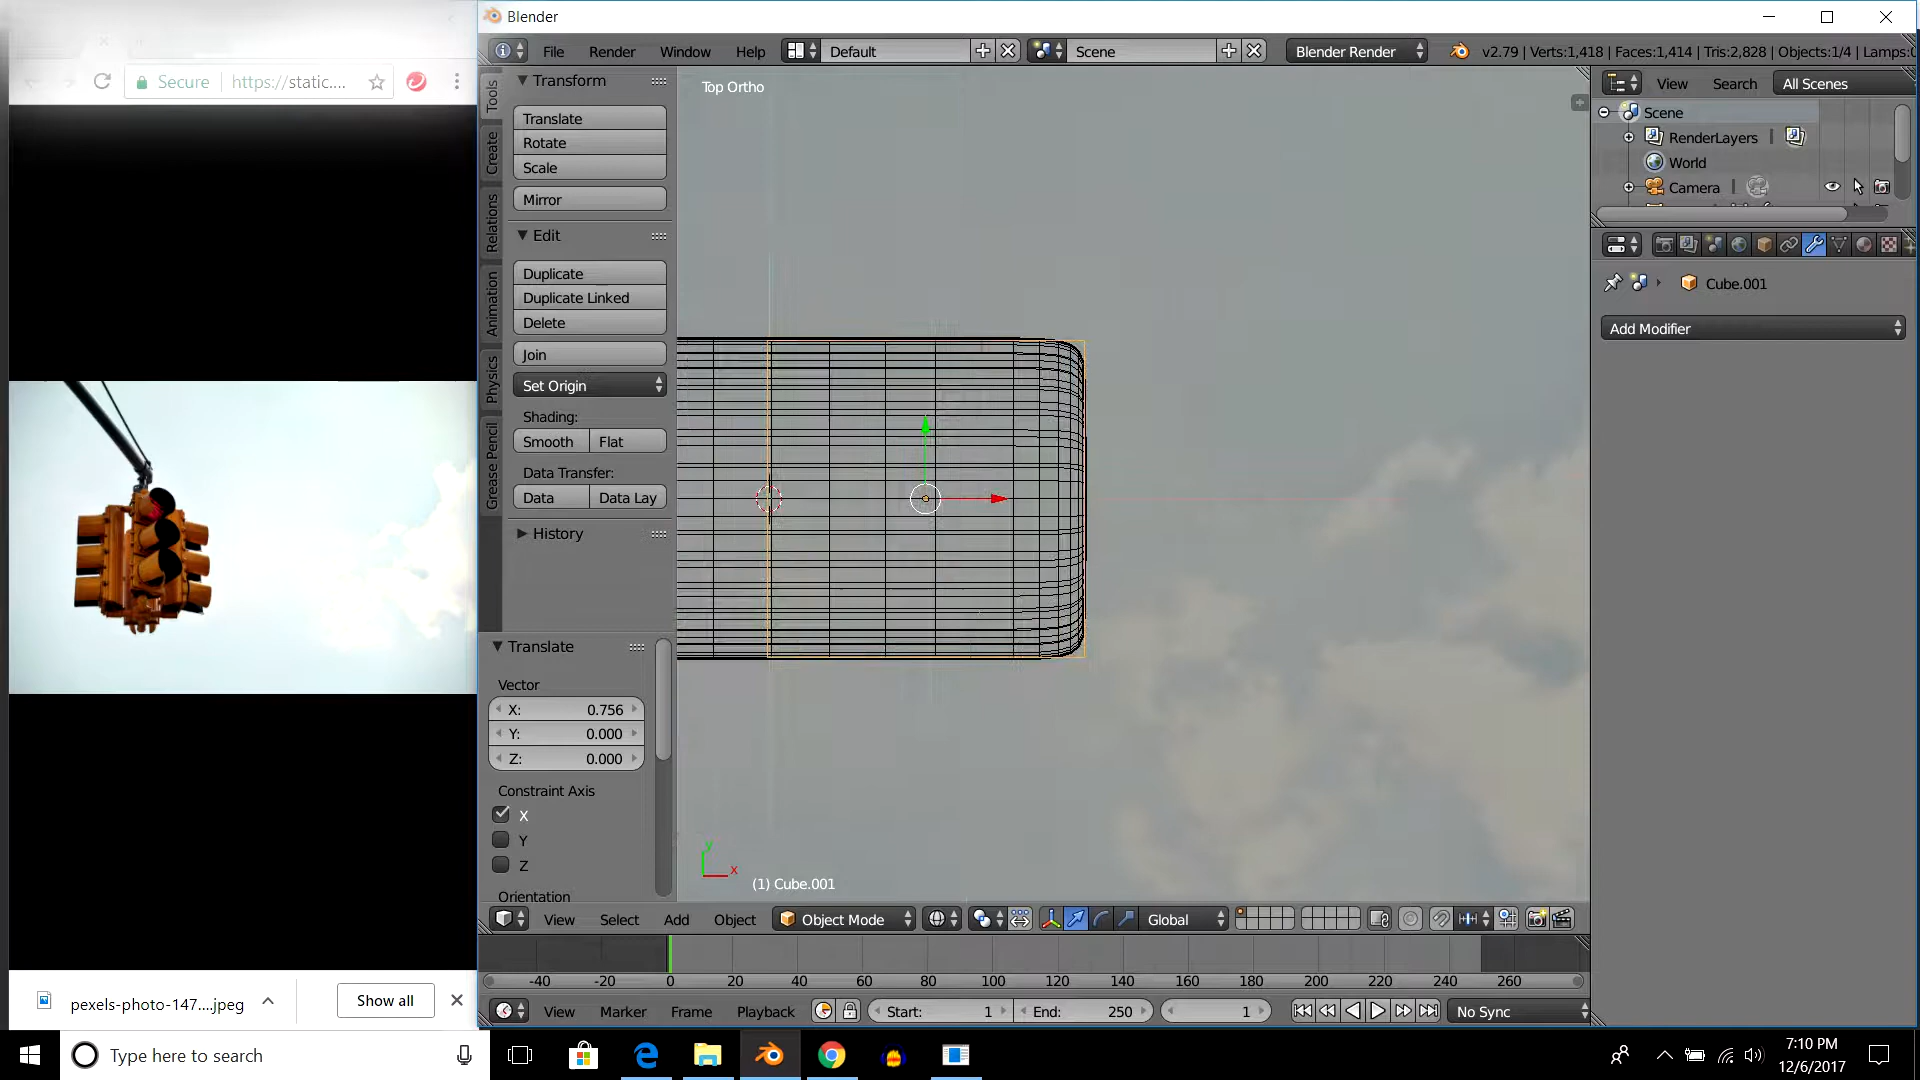 Blender
Secure
https://static....
File
Render
Window
Help
Default
Scene
Blender Render
v2.79 | Verts:1,418 | Faces:1,414 | Tris:2,828 | Objects:1/4 | Lamps:
Tools
Create
Relations
Animation
Physics
Grease Pencil
Transform
Translate
Rotate
Scale
Mirror
Edit
Duplicate
Duplicate Linked
Delete
Join
Set Origin
Shading:
Smooth
Flat
Data Transfer:
Data
Data Lay
History
Translate
Vector
X: 0.756
Y: 0.000
Z: 0.000
Constraint Axis
X
Y
Z
Orientation
Top Ortho
y
x
(1) Cube.001
View
Search
All Scenes
Scene
RenderLayers
World
Camera
Cube.001
Add Modifier
View
Select
Add
Object
Object Mode
Global
-40 -20 0 20 40 60 80 100 120 140 160 180 200 220 240 260
View
Marker
Frame
Playback
Start: 1
End: 250
1
No Sync
pexels-photo-147....jpeg
Show all
Type here to search
7:10 PM
12/6/2017